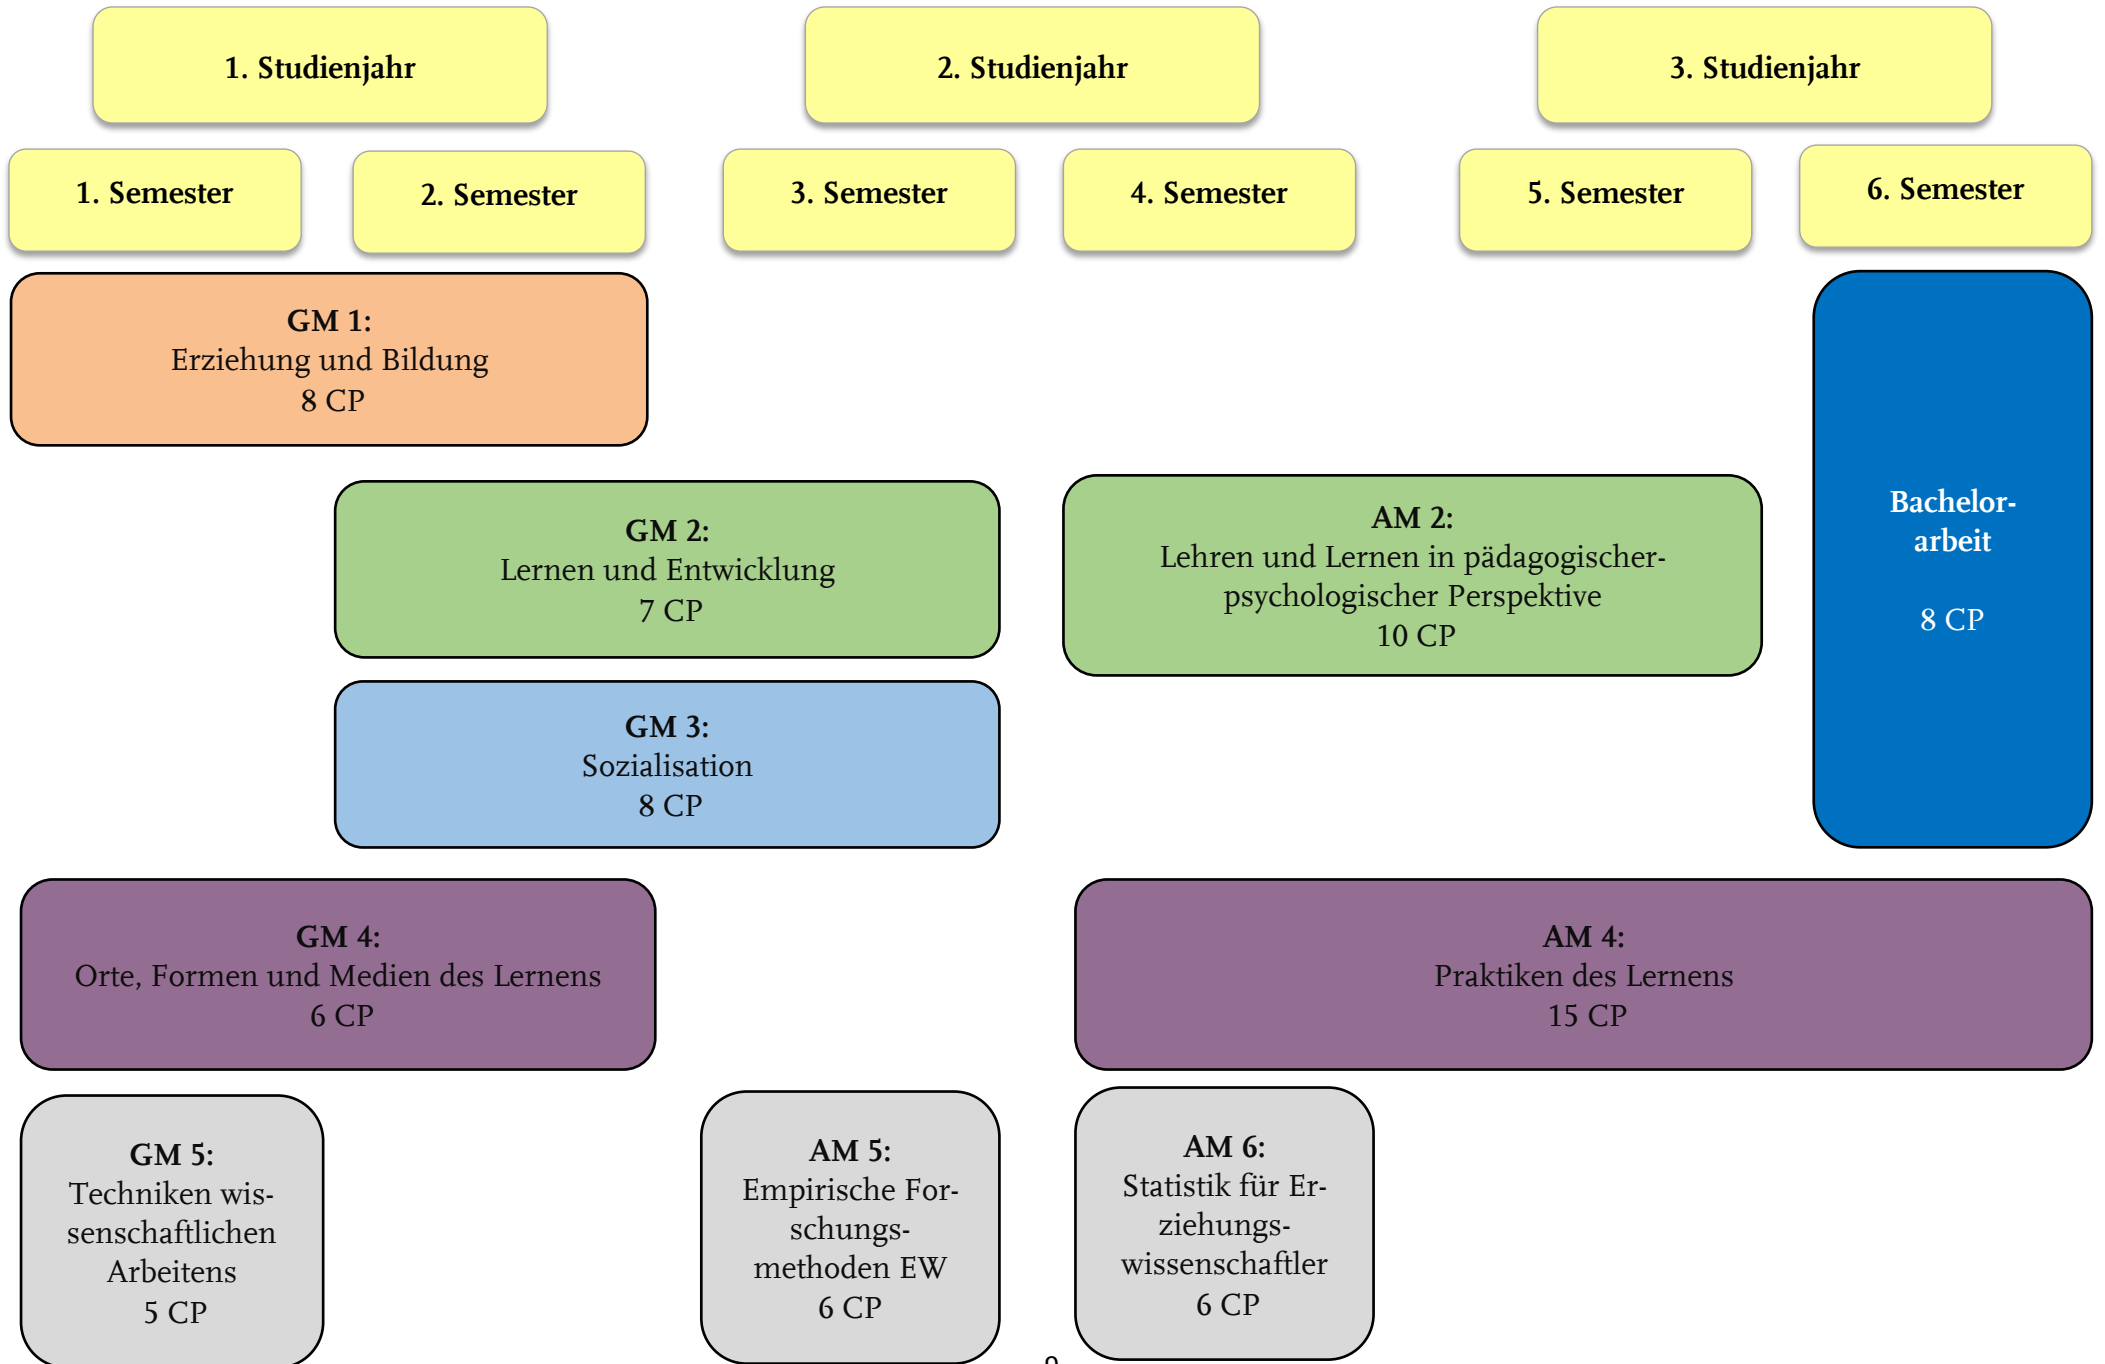 1. Studienjahr
2. Studienjahr
3. Studienjahr
1. Semester
2. Semester
3. Semester
4. Semester
5. Semester
6. Semester
GM 1:
Erziehung und Bildung
8 CP
GM 2:
Lernen und Entwicklung
7 CP
AM 2:
Lehren und Lernen in pädagogischer-
psychologischer Perspektive
10 CP
Bachelor-
arbeit
8 CP
GM 3:
Sozialisation
8 CP
GM 4:
Orte, Formen und Medien des Lernens
6 CP
AM 4:
Praktiken des Lernens
15 CP
GM 5:
Techniken wis-
senschaftlichen
Arbeitens
5 CP
AM 5:
Empirische For-
schungs-
methoden EW
6 CP
AM 6:
Statistik für Er-
ziehungs-
wissenschaftler
6 CP